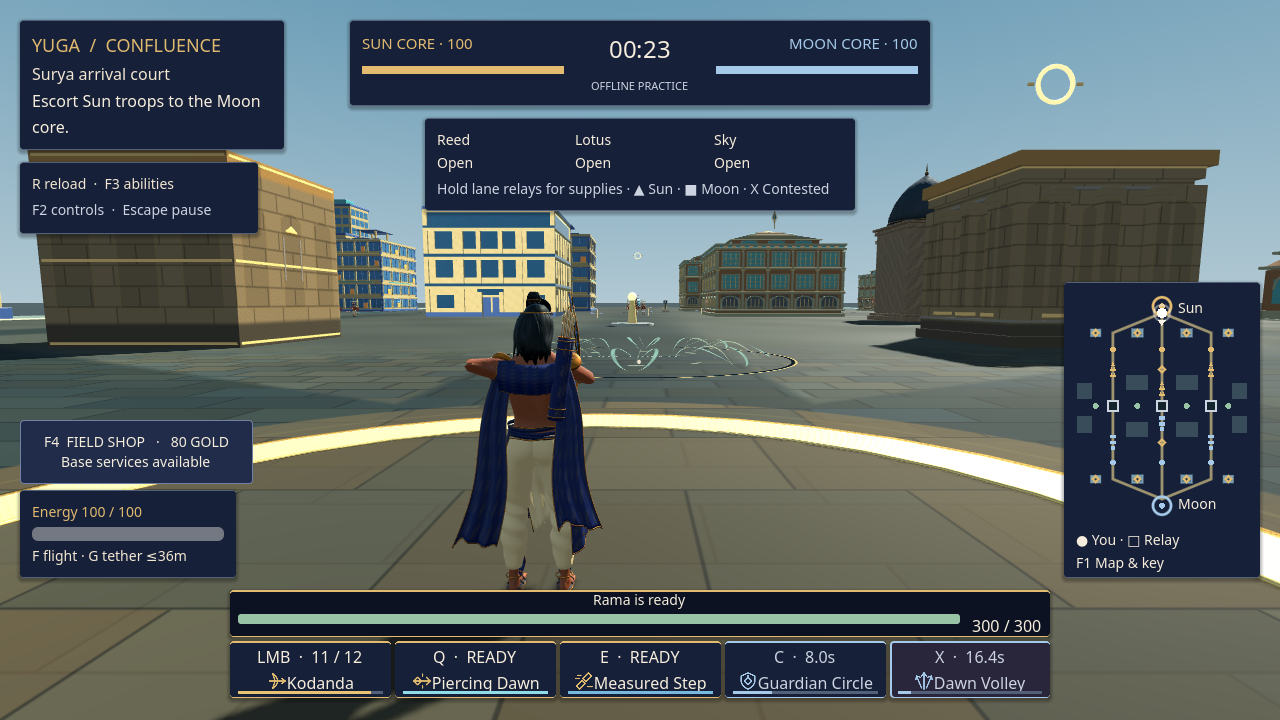 YUGA / CONFLUENCE
Surya arrival court
Escort Sun troops to the Moon
core.
R reload · F3 abilities
F2 controls · Escape pause
SUN CORE · 100
00:23
MOON CORE · 100
OFFLINE PRACTICE
Reed Lotus Sky
Open Open Open
Hold lane relays for supplies · ▲ Sun · ■ Moon · X Contested
Sun
Moon
● You · □ Relay
F1 Map & key
F4 FIELD SHOP · 80 GOLD
Base services available
Energy 100 / 100
F flight · G tether ≤36m
Rama is ready
300 / 300
LMB · 11 / 12
Kodanda
Q · READY
Piercing Dawn
E · READY
Measured Step
C · 8.0s
Guardian Circle
X · 16.4s
Dawn Volley